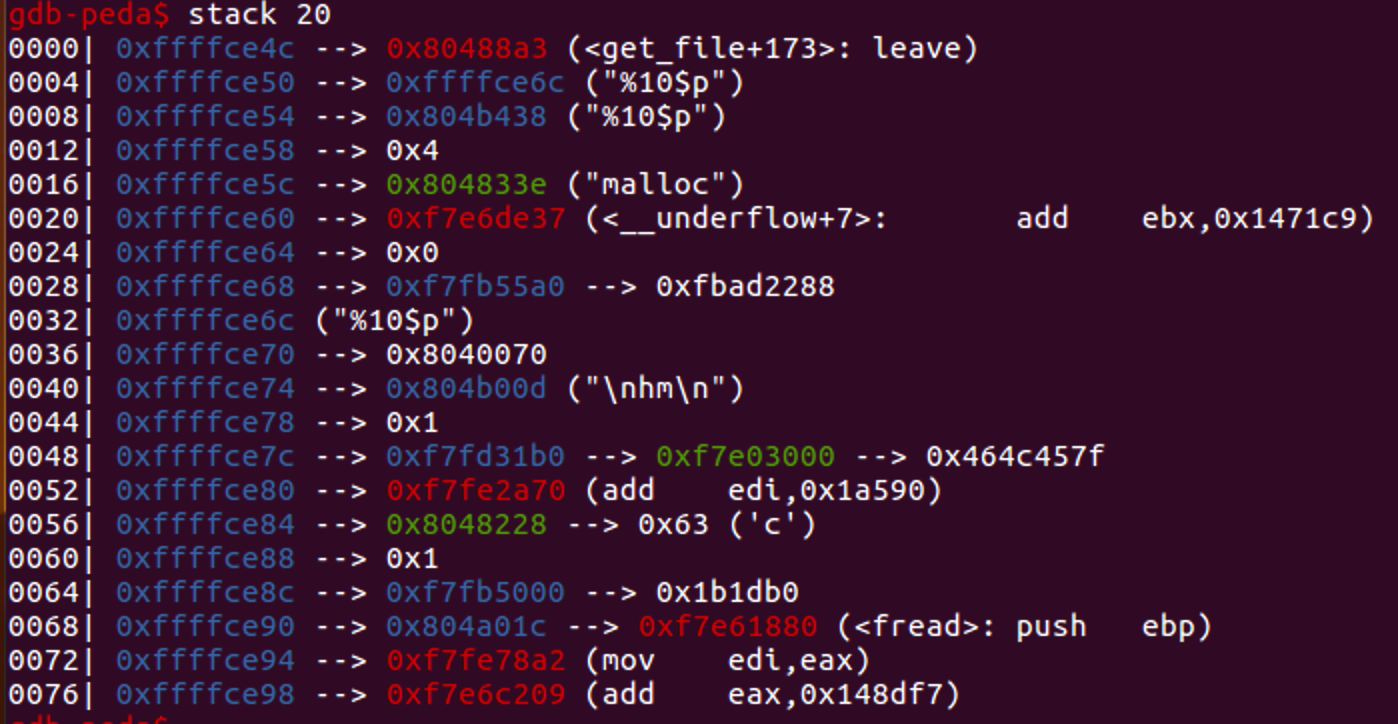 gdb-peda$ stack 20
0000| 0xffffce4c --> 0x80488a3 (<get_file+173>: leave)
0004| 0xffffce50 --> 0xffffce6c ("%10$p")
0008| 0xffffce54 --> 0x804b438 ("%10$p")
0012| 0xffffce58 --> 0x4
0016| 0xffffce5c --> 0x804833e ("malloc")
0020| 0xffffce60 --> 0xf7e6de37 (<__underflow+7>: add ebx,0x1471c9)
0024| 0xffffce64 --> 0x0
0028| 0xffffce68 --> 0xf7fb55a0 --> 0xfbad2288
0032| 0xffffce6c ("%10$p")
0036| 0xffffce70 --> 0x8040070
0040| 0xffffce74 --> 0x804b00d ("\nhm\n")
0044| 0xffffce78 --> 0x1
0048| 0xffffce7c --> 0xf7fd31b0 --> 0xf7e03000 --> 0x464c457f
0052| 0xffffce80 --> 0xf7fe2a70 (add edi,0x1a590)
0056| 0xffffce84 --> 0x8048228 --> 0x63 ('c')
0060| 0xffffce88 --> 0x1
0064| 0xffffce8c --> 0xf7fb5000 --> 0x1b1db0
0068| 0xffffce90 --> 0x804a01c --> 0xf7e61880 (<fread>: push ebp)
0072| 0xffffce94 --> 0xf7fe78a2 (mov edi,eax)
0076| 0xffffce98 --> 0xf7e6c209 (add eax,0x148df7)
gdb-peda$